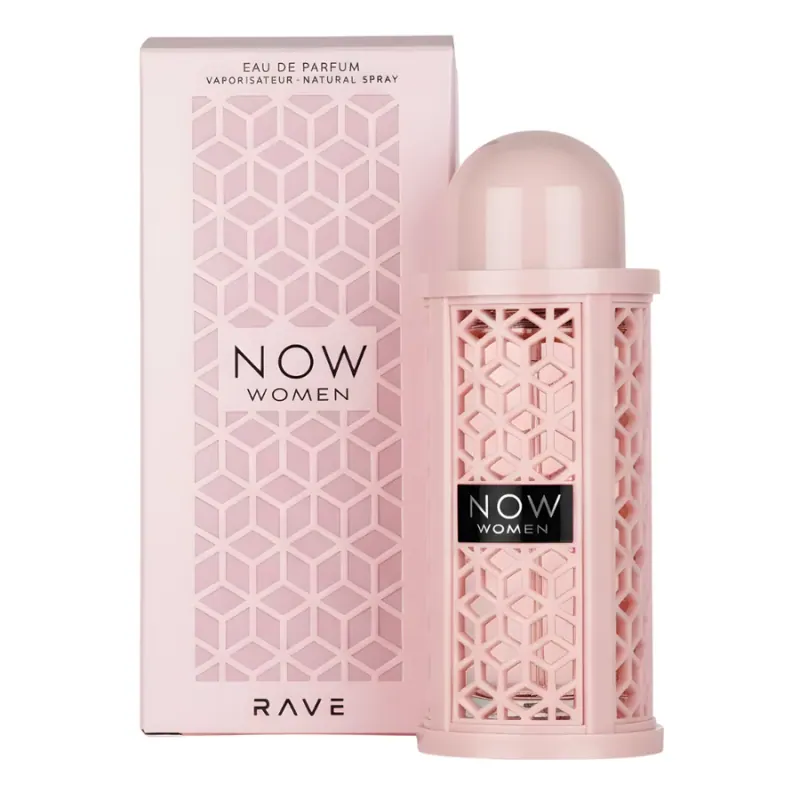 EAU DE PARFUM
VAPORISATEUR · NATURAL SPRAY
NOW
WOMEN
RAVE
NOW
WOMEN